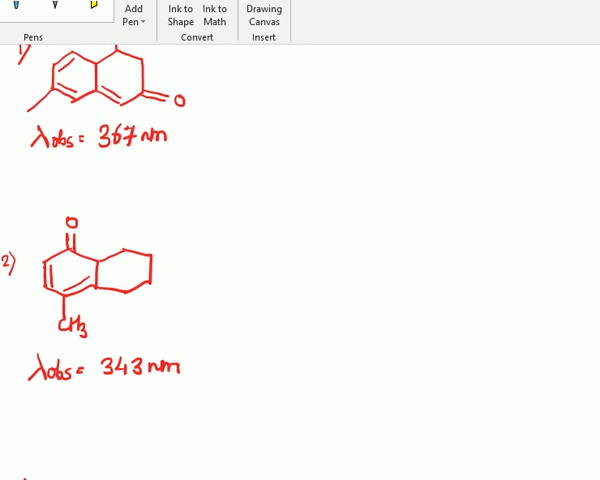 Add Pen
Ink to Shape
Ink to Math
Drawing Canvas
Pens
Convert
Insert
1)
O
λobs = 367 nm
O
2)
CH3
λobs = 343 nm